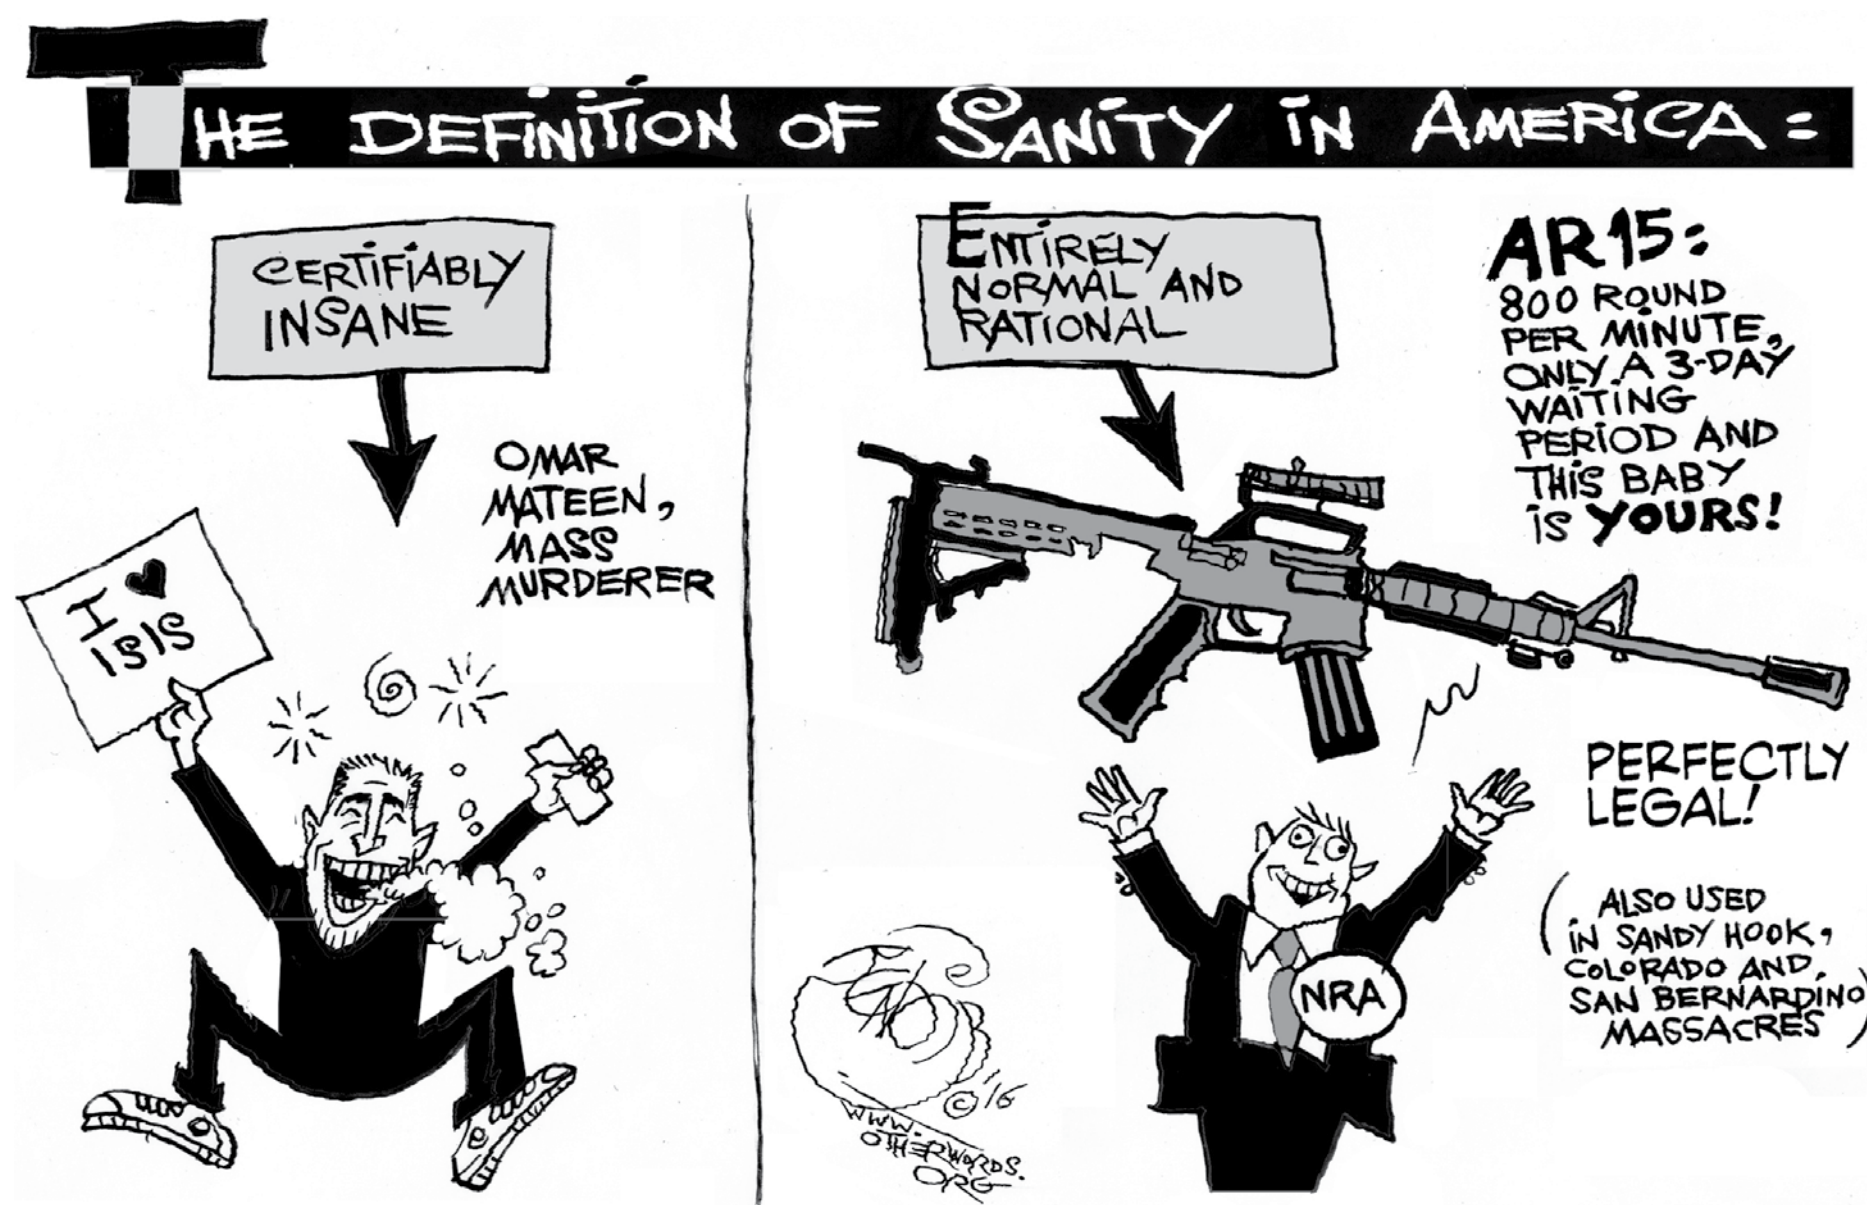 THE DEFINITION OF SANITY IN AMERICA:
CERTIFIABLY
INSANE
OMAR
MATEEN,
MASS
MURDERER
I ♥
ISIS
ENTIRELY
NORMAL AND
RATIONAL
AR15:
800 ROUND
PER MINUTE,
ONLY A 3-DAY
WAITING
PERIOD AND
THIS BABY
IS YOURS!
PERFECTLY
LEGAL!
(ALSO USED
IN SANDY HOOK,
COLORADO AND,
SAN BERNARDINO
MASSACRES)
NRA
© '16
WWW.
OTHERWORDS.
ORG